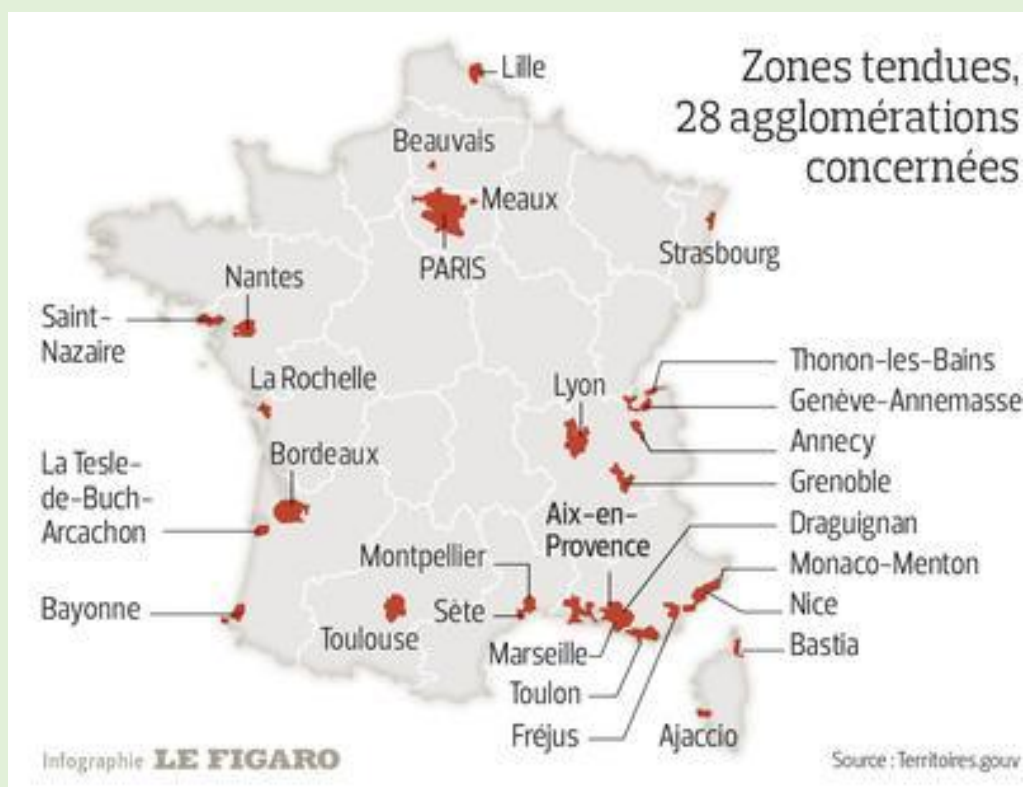 Zones tendues,
28 agglomérations
concernées
Lille
Beauvais
Meaux
PARIS
Strasbourg
Nantes
Saint-
Nazaire
La Rochelle
Lyon
Thonon-les-Bains
Genève-Annemasse
Annecy
Grenoble
Bordeaux
La Tesle-
de-Buch-
Arcachon
Aix-en-
Provence
Draguignan
Monaco-Menton
Nice
Bastia
Montpellier
Bayonne
Toulouse
Sète
Marseille
Toulon
Fréjus
Ajaccio
Infographie LE FIGARO
Source : Territoires.gouv